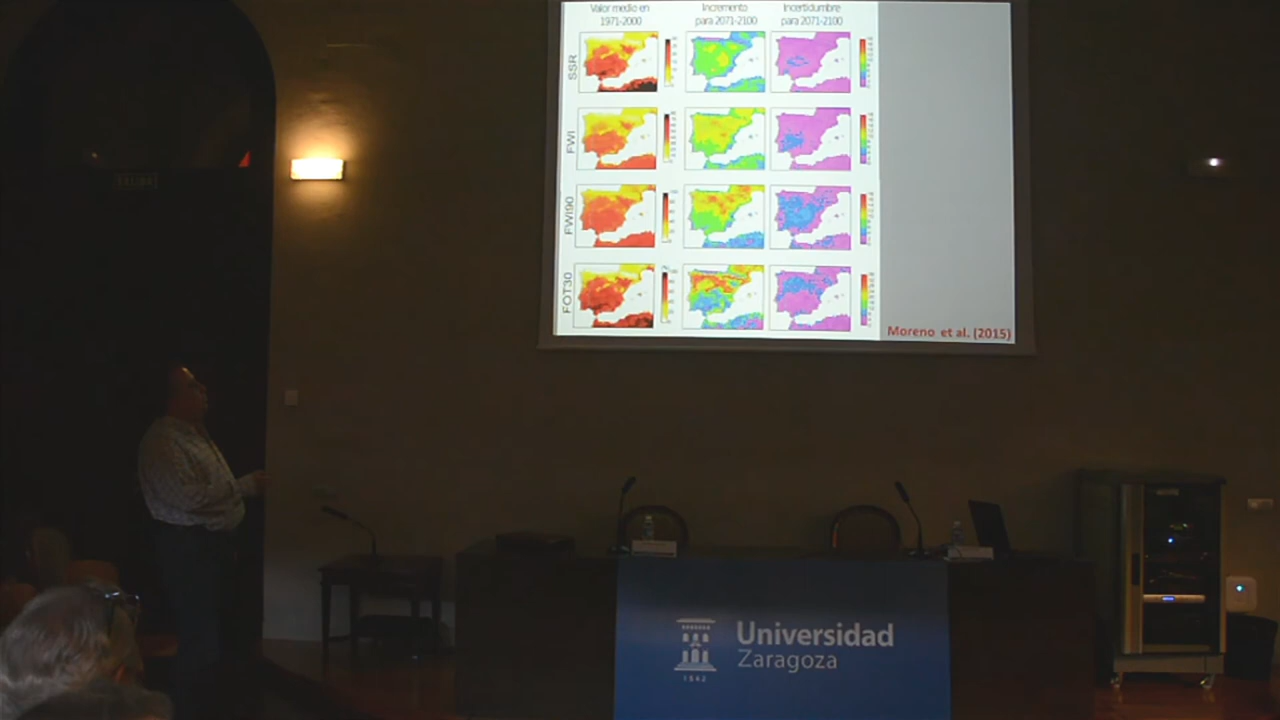 Valor medio en
1971-2000
Incremento
para 2071-2100
Incertidumbre
para 2071-2100
SSR
FWI
FWI90
FOT30
Moreno et al. (2015)
Universidad
Zaragoza
1542